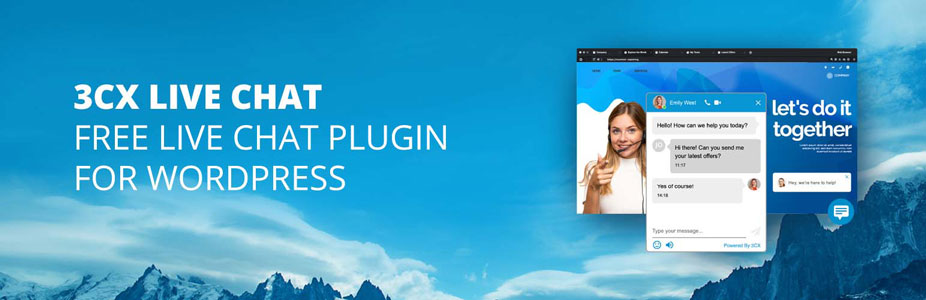 3CX LIVE CHAT
FREE LIVE CHAT PLUGIN
FOR WORDPRESS
Emily West
Hello! How can we help you today?
Hi there! Can you send me
your latest offers?
11:17
Yes of course!
14:18
Type your message...
Powered By 3CX
let's do it
together
Hey, we're here to help!